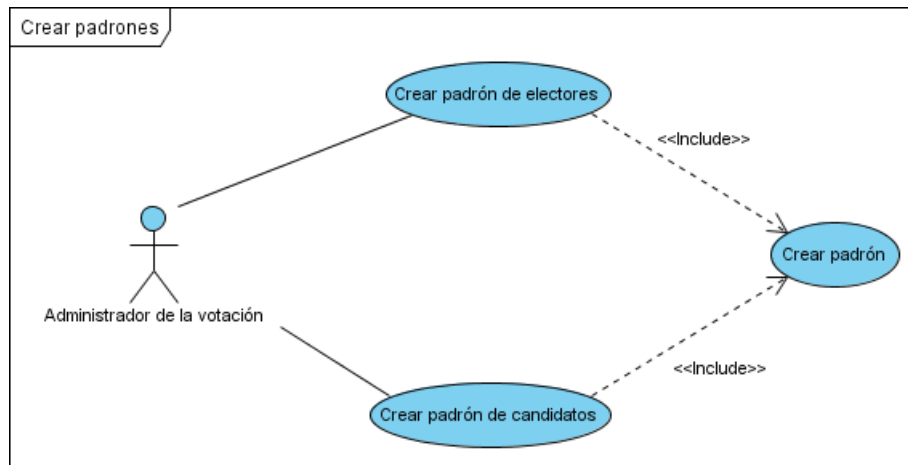 Crear padrones
Crear padrón de electores
<<Include>>
Crear padrón
Administrador de la votación
<<Include>>
Crear padrón de candidatos